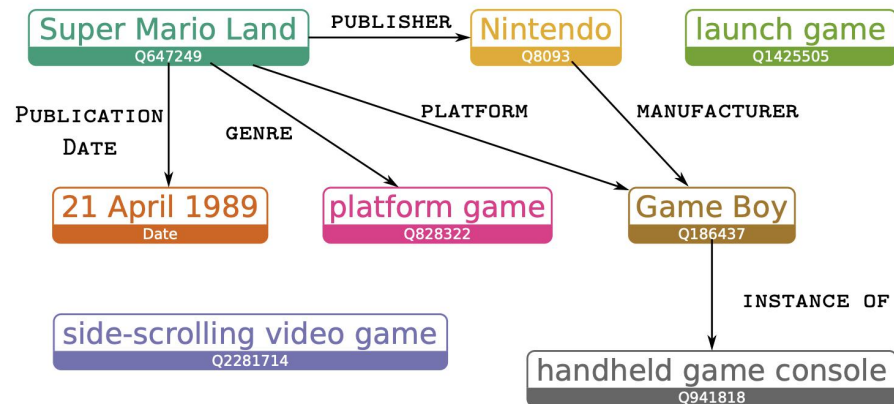 Super Mario Land
Q647249
PUBLISHER
Nintendo
Q8093
launch game
Q1425505
PUBLICATION
DATE
GENRE
PLATFORM
MANUFACTURER
21 April 1989
Date
platform game
Q828322
Game Boy
Q186437
INSTANCE OF
side-scrolling video game
Q2281714
handheld game console
Q941818